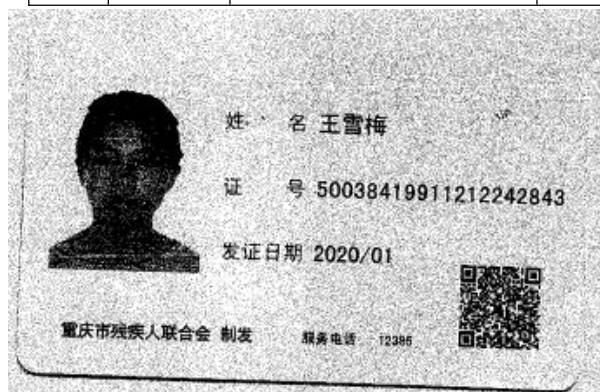 姓 名 王雪梅
证 号 50038419911212242843
发证日期 2020/01
重庆市残疾人联合会 制发 服务电话 12385